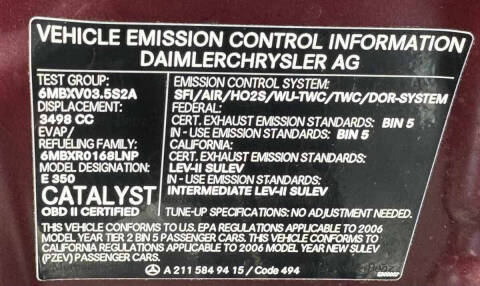 VEHICLE EMISSION CONTROL INFORMATION
DAIMLERCHRYSLER AG
TEST GROUP:
6MBXV03.5S2A
DISPLACEMENT:
3498 CC
EVAP/
REFUELING FAMILY:
6MBXR0168LNP
MODEL DESIGNATION:
E 350
CATALYST
OBD II CERTIFIED
EMISSION CONTROL SYSTEM:
SFI/AIR/HO2S/WU-TWC/TWC/DOR-SYSTEM
FEDERAL:
CERT. EXHAUST EMISSION STANDARDS: BIN 5
IN - USE EMISSION STANDARDS: BIN 5
CALIFORNIA:
CERT. EXHAUST EMISSION STANDARDS:
LEV-II SULEV
IN - USE EMISSION STANDARDS:
INTERMEDIATE LEV-II SULEV
TUNE-UP SPECIFICATIONS: NO ADJUSTMENT NEEDED.
THIS VEHICLE CONFORMS TO U.S. EPA REGULATIONS APPLICABLE TO 2006
MODEL YEAR TIER 2 BIN 5 PASSENGER CARS. THIS VEHICLE CONFORMS TO
CALIFORNIA REGULATIONS APPLICABLE TO 2006 MODEL YEAR NEW SULEV
(PZEV) PASSENGER CARS.
A 211 584 94 15 / Code 494